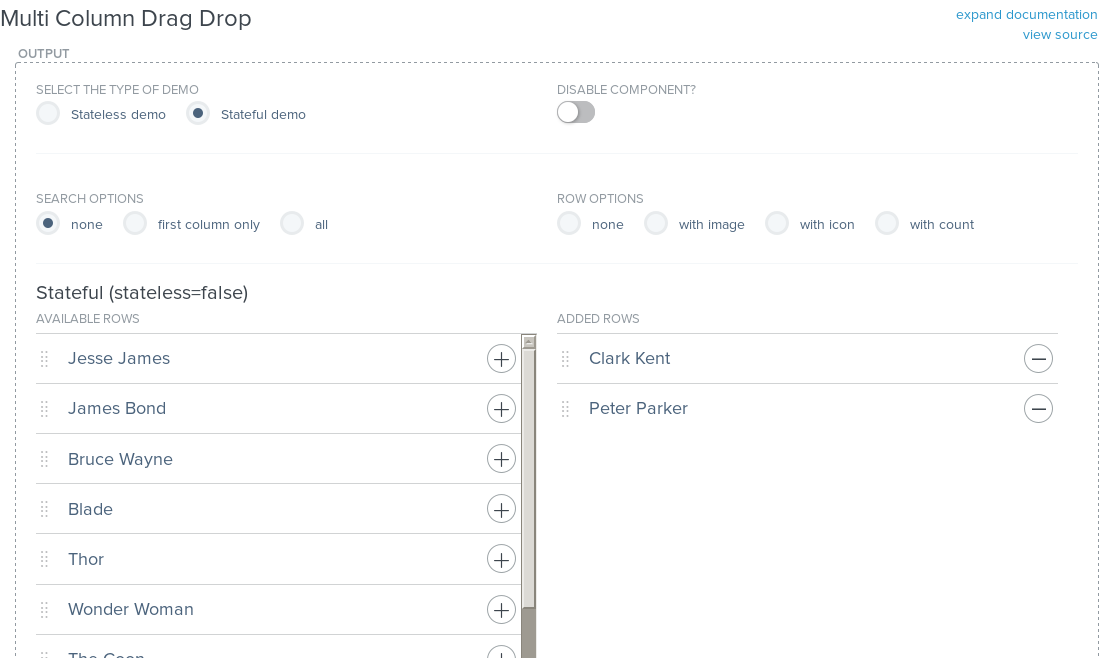 Multi Column Drag Drop
expand documentation
view source
OUTPUT
SELECT THE TYPE OF DEMO
Stateless demo
Stateful demo
DISABLE COMPONENT?
SEARCH OPTIONS
none
first column only
all
ROW OPTIONS
none
with image
with icon
with count
Stateful (stateless=false)
AVAILABLE ROWS
Jesse James
James Bond
Bruce Wayne
Blade
Thor
Wonder Woman
ADDED ROWS
Clark Kent
Peter Parker